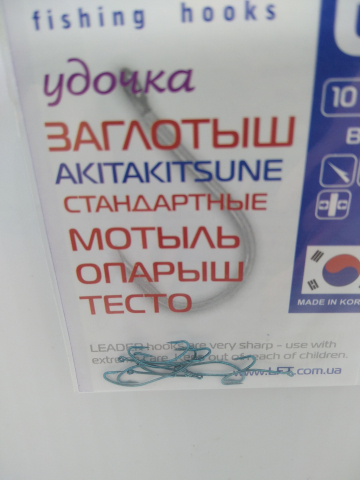 fishing hooks
удочка
10
ЗАГЛОТЫШ
AKITAKITSUNE
СТАНДАРТНЫЕ
МОТЫЛЬ
ОПАРЫШ
ТЕСТО
MADE IN KOR
LEADER hooks are very sharp - use with
extreme care. Keep out of reach of children.
www.LFT.com.ua